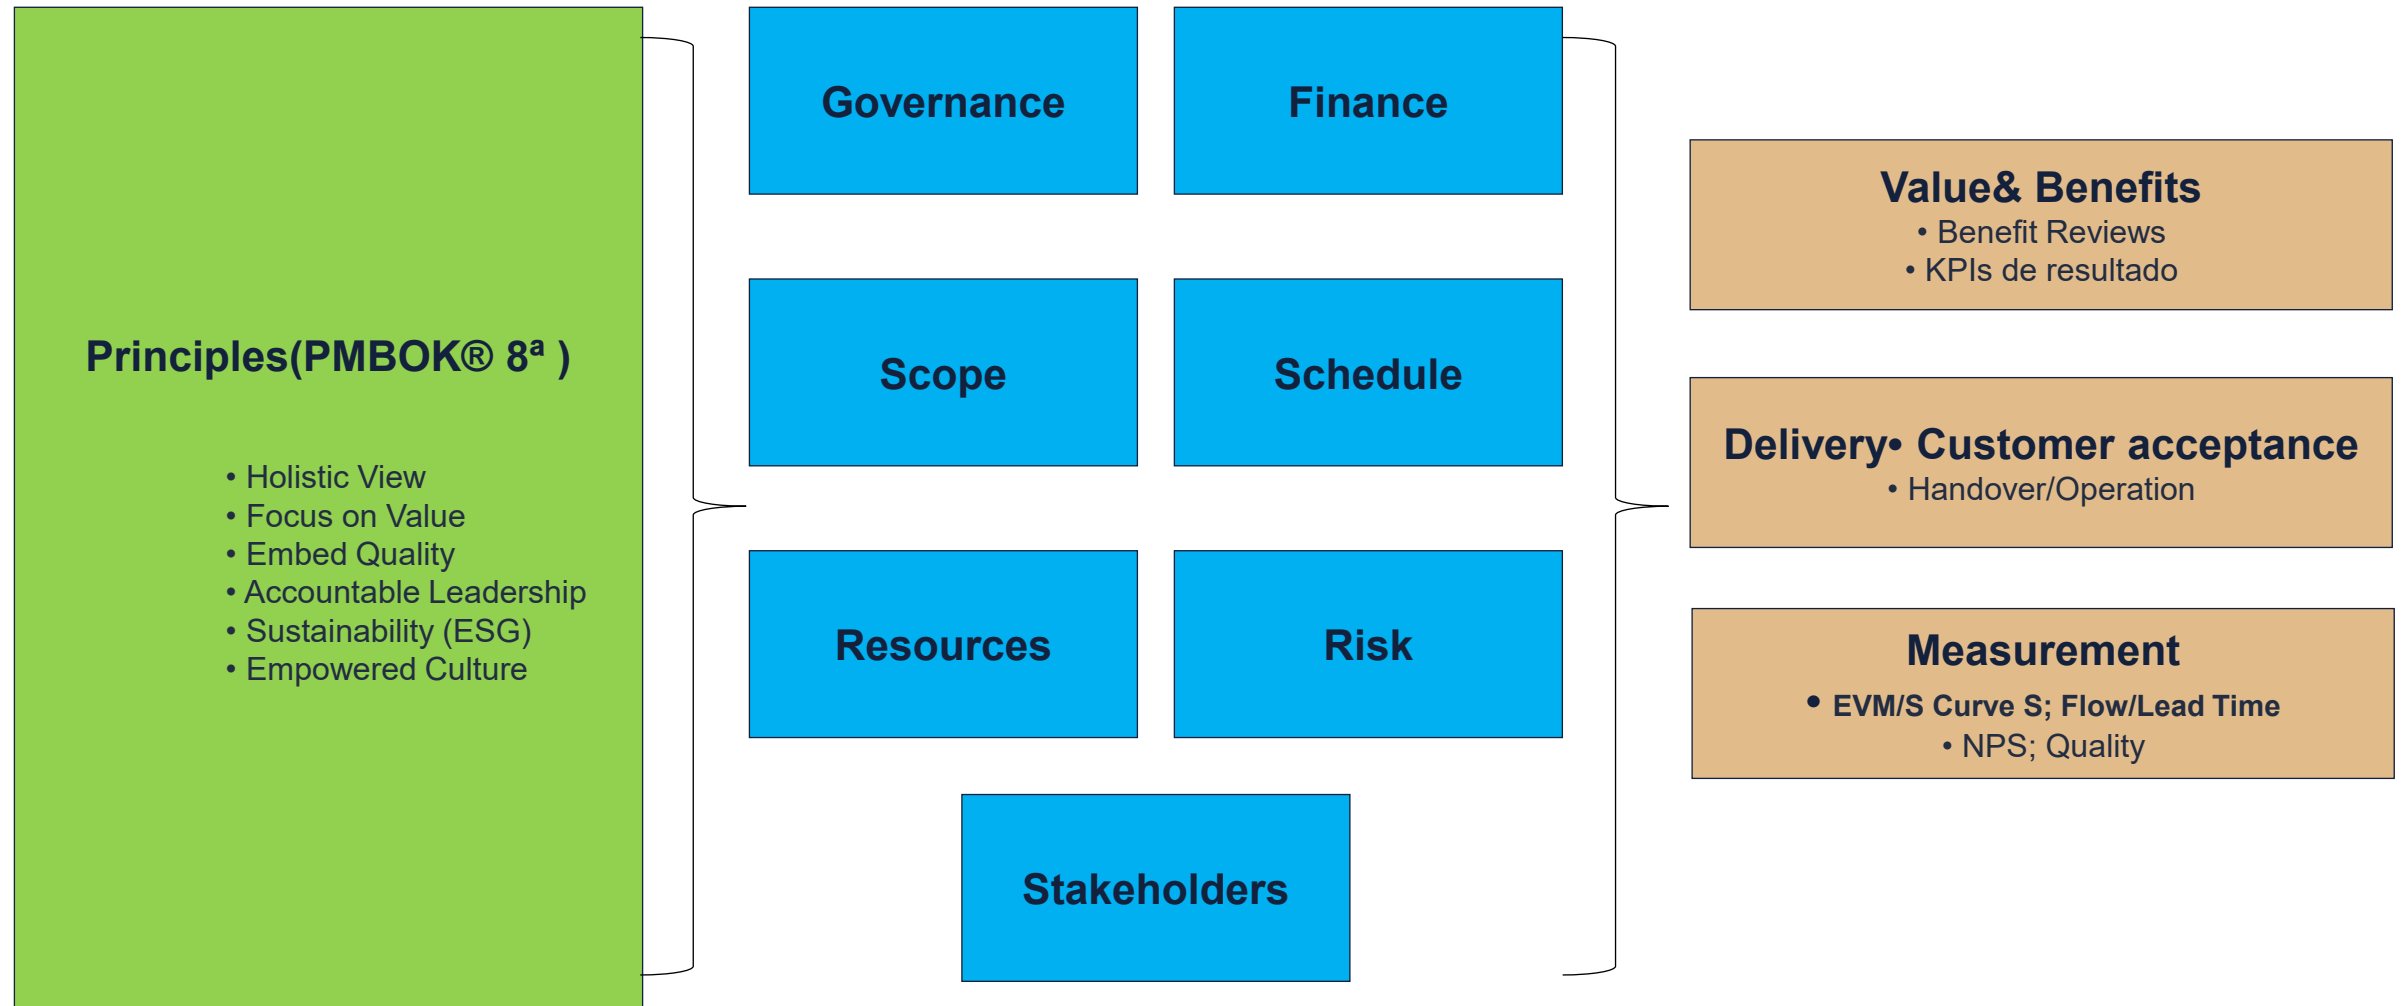 Principles(PMBOK® 8ª )
• Holistic View
• Focus on Value
• Embed Quality
• Accountable Leadership
• Sustainability (ESG)
• Empowered Culture
Governance
Finance
Scope
Schedule
Resources
Risk
Stakeholders
Value& Benefits
• Benefit Reviews
• KPIs de resultado
Delivery• Customer acceptance
• Handover/Operation
Measurement
• EVM/S Curve S; Flow/Lead Time
• NPS; Quality